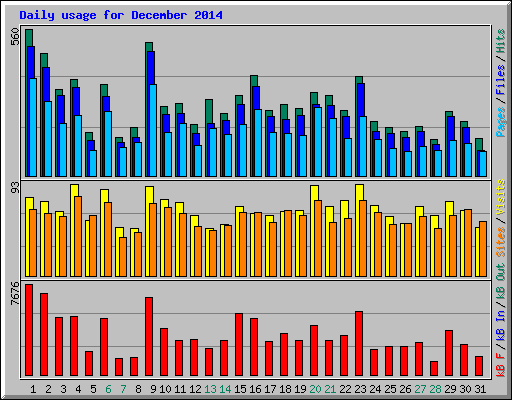 Daily usage for December 2014
560
Pages / Files / Hits
93
Sites / Visits
7676
kB F / kB In / kB Out
1 2 3 4 5 6 7 8 9 10 11 12 13 14 15 16 17 18 19 20 21 22 23 24 25 26 27 28 29 30 31